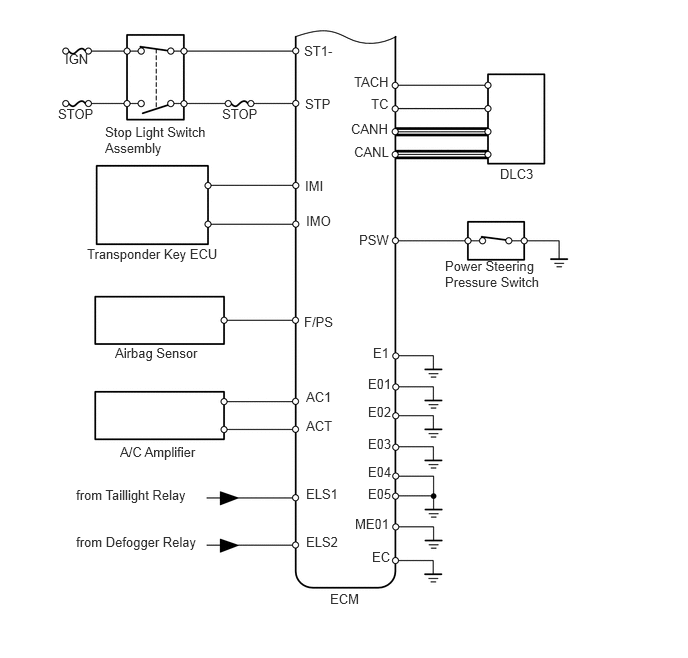 IGN
ST1-
STOP
STOP
STP
Stop Light Switch
Assembly
IMI
IMO
Transponder Key ECU
F/PS
Airbag Sensor
AC1
ACT
A/C Amplifier
from Taillight Relay
ELS1
from Defogger Relay
ELS2
TACH
TC
CANH
CANL
DLC3
PSW
Power Steering
Pressure Switch
E1
E01
E02
E03
E04
E05
ME01
EC
ECM